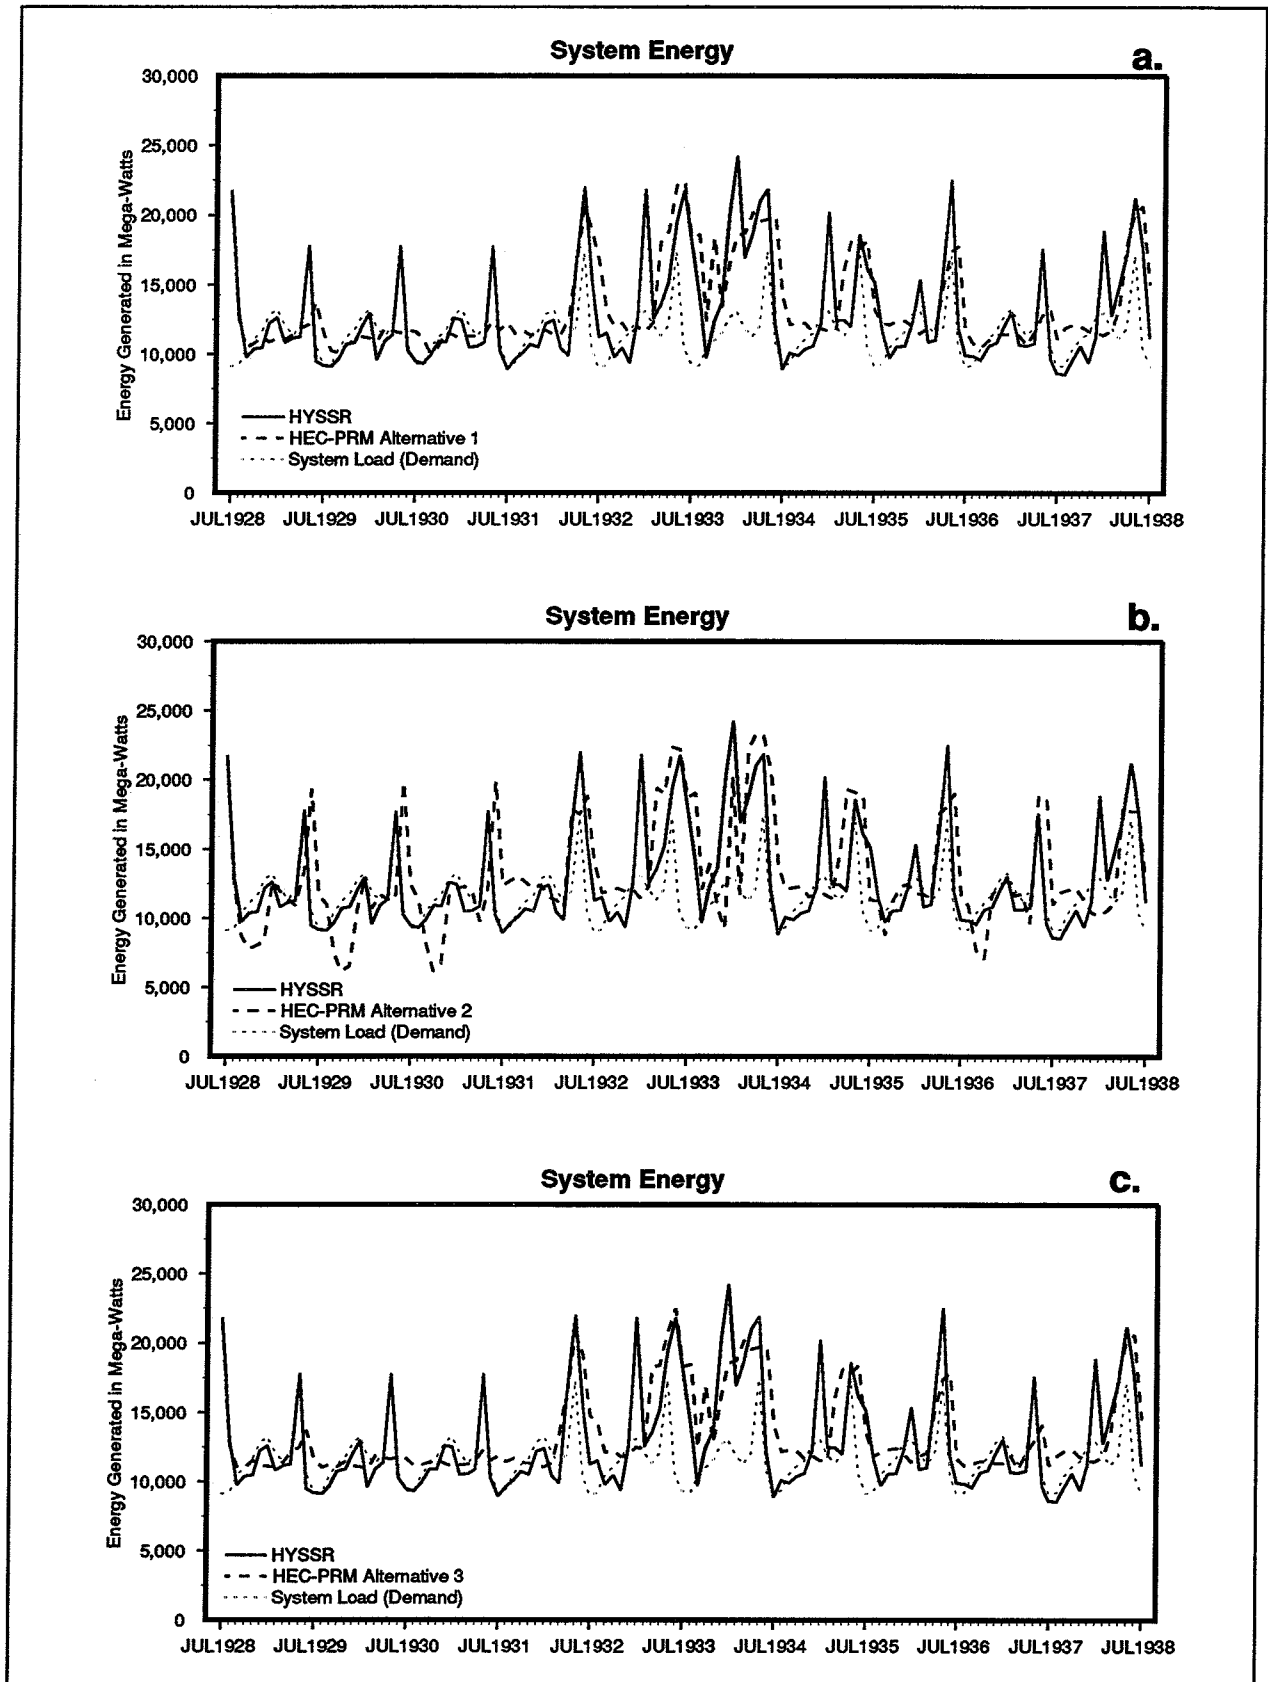 System Energy
a.
30,000
25,000
20,000
15,000
10,000
5,000
0
Energy Generated in Mega-Watts
HYSSR
HEC-PRM Alternative 1
System Load (Demand)
JUL1928 JUL1929 JUL1930 JUL1931 JUL1932 JUL1933 JUL1934 JUL1935 JUL1936 JUL1937 JUL1938
System Energy
b.
30,000
25,000
20,000
15,000
10,000
5,000
0
Energy Generated in Mega-Watts
HYSSR
HEC-PRM Alternative 2
System Load (Demand)
JUL1928 JUL1929 JUL1930 JUL1931 JUL1932 JUL1933 JUL1934 JUL1935 JUL1936 JUL1937 JUL1938
System Energy
c.
30,000
25,000
20,000
15,000
10,000
5,000
0
Energy Generated in Mega-Watts
HYSSR
HEC-PRM Alternative 3
System Load (Demand)
JUL1928 JUL1929 JUL1930 JUL1931 JUL1932 JUL1933 JUL1934 JUL1935 JUL1936 JUL1937 JUL1938